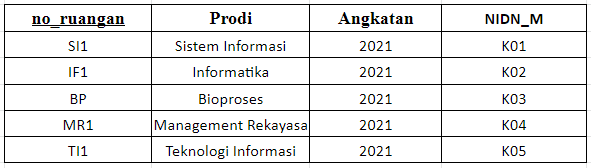 no_ruangan Prodi Angkatan NIDN_M
SI1 Sistem Informasi 2021 K01
IF1 Informatika 2021 K02
BP Bioproses 2021 K03
MR1 Management Rekayasa 2021 K04
TI1 Teknologi Informasi 2021 K05